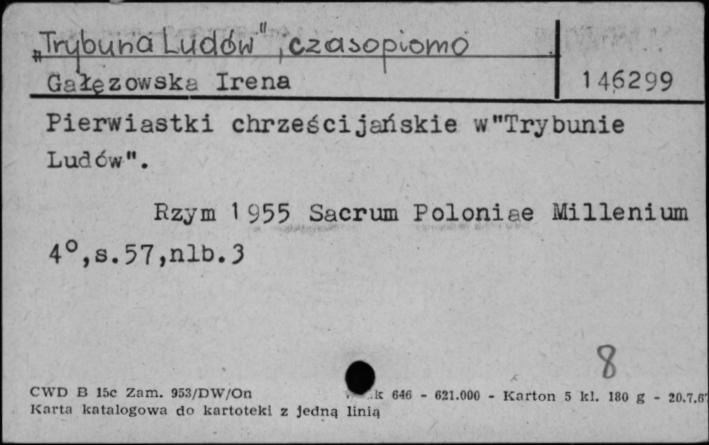 „Trybuna Ludów", czasopismo
Gałęzowska Irena 146299
Pierwiastki chrześcijańskie w"Trybunie
Ludów".
Rzym 1955 Sacrum Poloniae Millenium
4°,s.57,nlb.3
8
CWD B 15c Zam. 953/DW/On k 646 - 621.000 - Karton 5 kl. 180 g - 20.7.6
Karta katalogowa do kartoteki z jedną linią